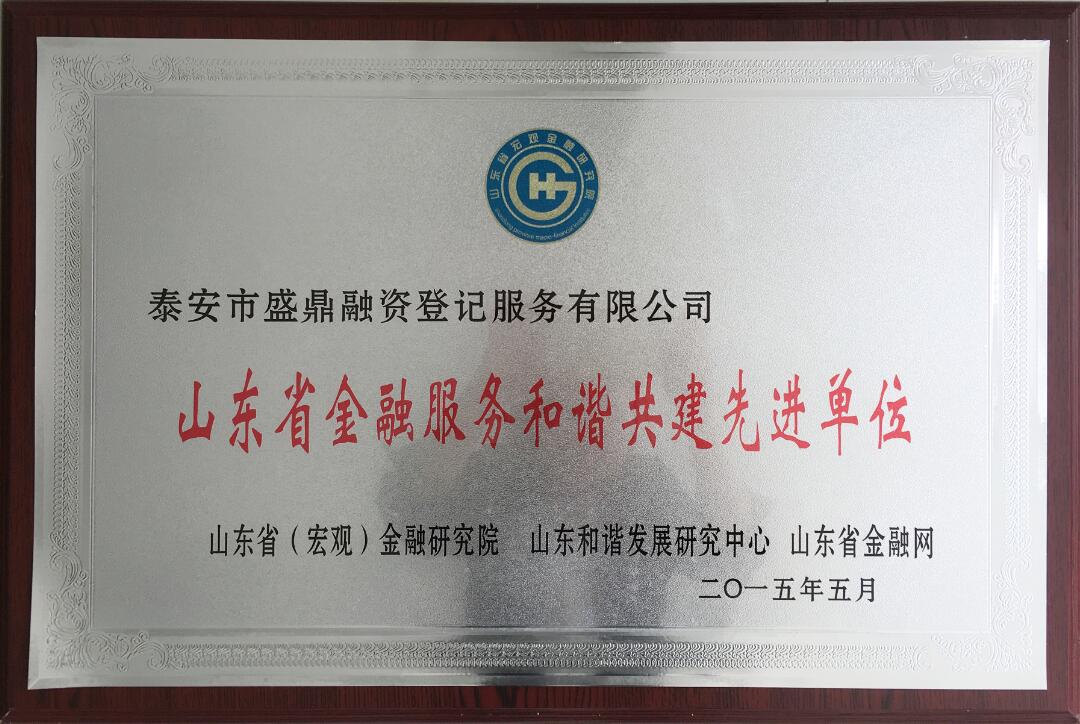 山东省宏观金融研究院
泰安市盛鼎融资登记服务有限公司
山东省金融服务和谐共建先进单位
山东省（宏观）金融研究院 山东和谐发展研究中心 山东省金融网
二〇一五年五月